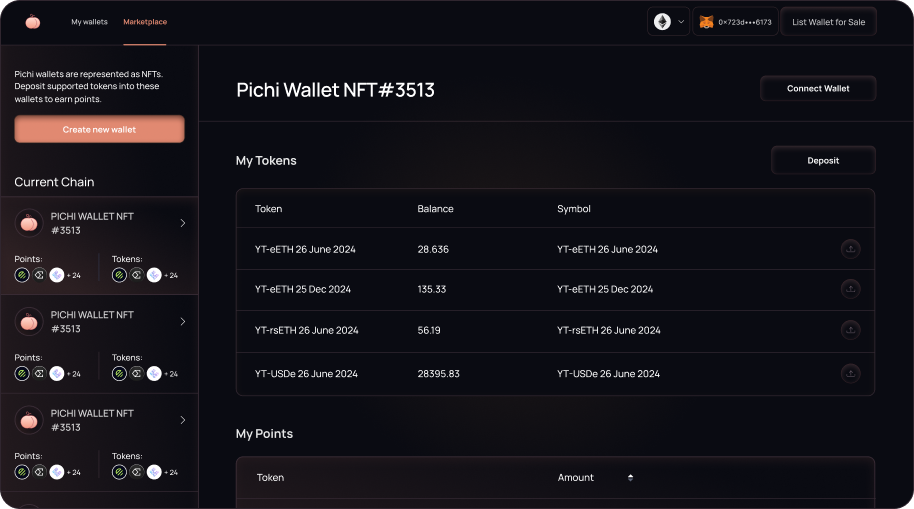 My wallets
Marketplace
0×723d•••6173
List Wallet for Sale
Pichi wallets are represented as NFTs.
Deposit supported tokens into these
wallets to earn points.
Create new wallet
Current Chain
PICHI WALLET NFT
#3513
Points:
Tokens:
+ 24
+ 24
PICHI WALLET NFT
#3513
Points:
Tokens:
+ 24
+ 24
PICHI WALLET NFT
#3513
Points:
Tokens:
+ 24
+ 24
Pichi Wallet NFT#3513
Connect Wallet
My Tokens
Deposit
Token Balance Symbol
YT-eETH 26 June 2024 28.636 YT-eETH 26 June 2024
YT-eETH 25 Dec 2024 135.33 YT-eETH 25 Dec 2024
YT-rsETH 26 June 2024 56.19 YT-rsETH 26 June 2024
YT-USDe 26 June 2024 28395.83 YT-USDe 26 June 2024
My Points
Token Amount